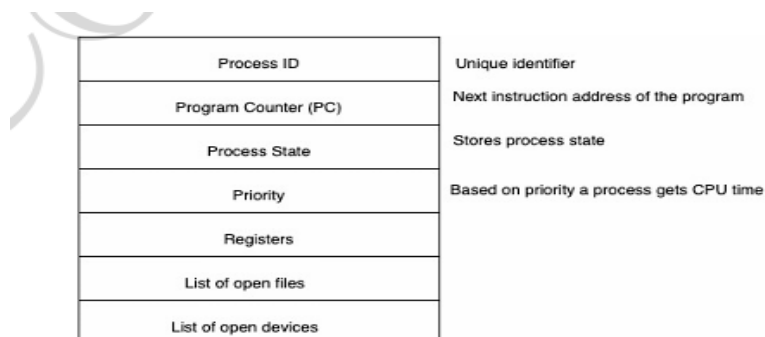 Process ID Unique identifier
Program Counter (PC) Next instruction address of the program
Process State Stores process state
Priority Based on priority a process gets CPU time
Registers
List of open files
List of open devices